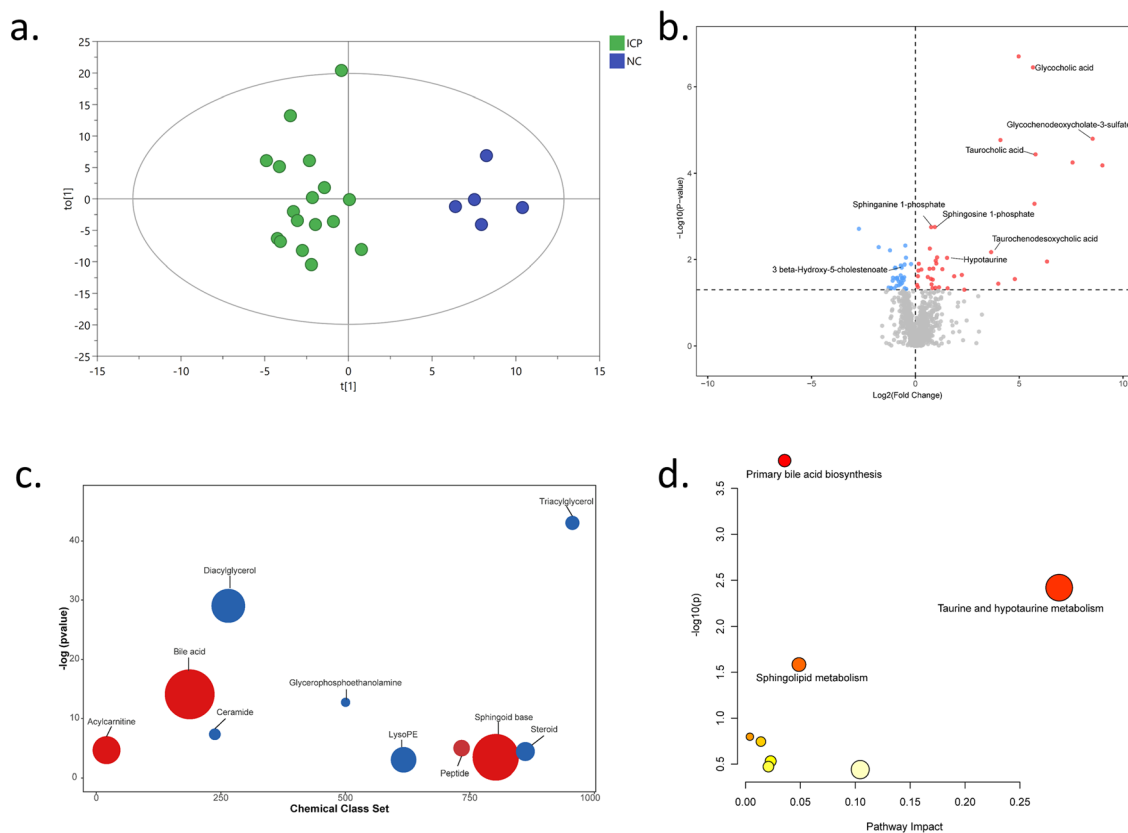 a.
25
20
15
10
5
0
-5
-10
-15
-20
-25
-15
-10
-5
0
5
10
15
to[1]
t[1]
ICP
NC
b.
6
4
2
0
-10
-5
0
5
10
-Log10(P-value)
Log2(Fold Change)
Glycocholic acid
Glycochenodeoxycholate-3-sulfate
Taurocholic acid
Sphinganine 1-phosphate
Sphingosine 1-phosphate
Taurochenodesoxycholic acid
Hypotaurine
3 beta-Hydroxy-5-cholestenoate
c.
40
30
20
10
0
0
250
500
750
1000
-log (pvalue)
Chemical Class Set
Triacylglycerol
Diacylglycerol
Bile acid
Glycerophosphoethanolamine
Ceramide
Acylcarnitine
LysoPE
Peptide
Sphingoid base
Steroid
d.
3.5
3.0
2.5
2.0
1.5
1.0
0.5
0.00
0.05
0.10
0.15
0.20
0.25
-log10(p)
Pathway Impact
Primary bile acid biosynthesis
Taurine and hypotaurine metabolism
Sphingolipid metabolism